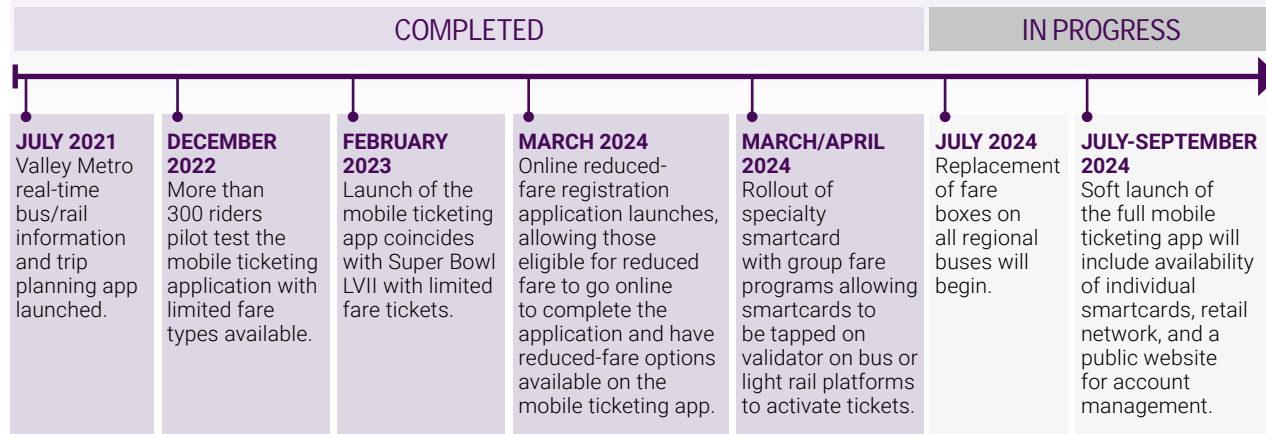 COMPLETED
IN PROGRESS
JULY 2021
Valley Metro
real-time
bus/rail
information
and trip
planning app
launched.
DECEMBER
2022
More than
300 riders
pilot test the
mobile ticketing
application with
limited fare
types available.
FEBRUARY
2023
Launch of the
mobile ticketing
app coincides
with Super Bowl
LVII with limited
fare tickets.
MARCH 2024
Online reduced-
fare registration
application launches,
allowing those
eligible for reduced
fare to go online
to complete the
application and have
reduced-fare options
available on the
mobile ticketing app.
MARCH/APRIL
2024
Rollout of
specialty
smartcard
with group fare
programs allowing
smartcards to
be tapped on
validator on bus or
light rail platforms
to activate tickets.
JULY 2024
Replacement
of fare
boxes on
all regional
buses will
begin.
JULY-SEPTEMBER
2024
Soft launch of
the full mobile
ticketing app will
include availability
of individual
smartcards, retail
network, and a
public website
for account
management.